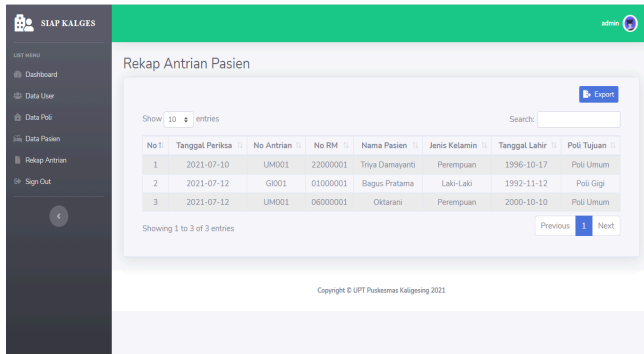 SIAP KALGES
admin
LIST MENU
Dashboard
Data User
Data Poli
Data Pasien
Rekap Antrian
Sign Out
Rekap Antrian Pasien
Export
Show 10 entries
Search:
No Tanggal Periksa No Antrian No RM Nama Pasien Jenis Kelamin Tanggal Lahir Poli Tujuan
1 2021-07-10 UM001 22000001 Triya Damayanti Perempuan 1996-10-17 Poli Umum
2 2021-07-12 GI001 01000001 Bagus Pratama Laki-Laki 1992-11-12 Poli Gigi
3 2021-07-12 UM001 06000001 Oktarani Perempuan 2000-10-10 Poli Umum
Showing 1 to 3 of 3 entries
Previous 1 Next
Copyright © UPT Puskesmas Kaligesing 2021